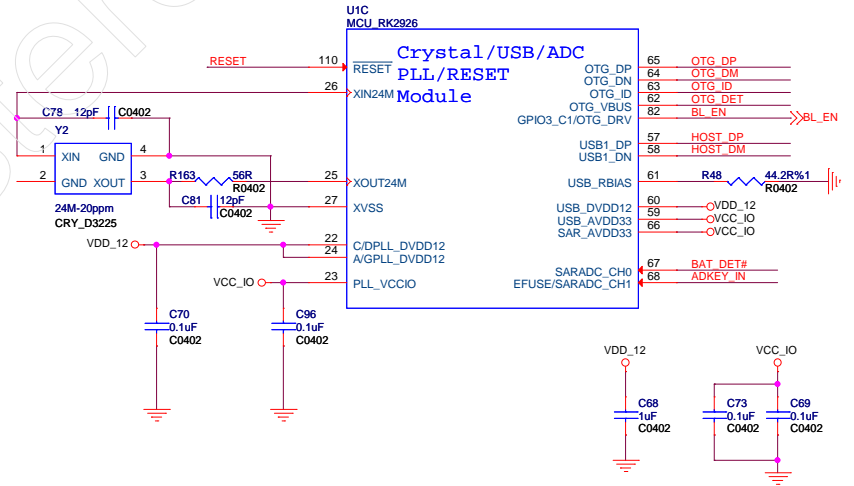 U1C
MCU_RK2926
Crystal/USB/ADC
PLL/RESET
Module
RESET 110 RESET
26 XIN24M
C78 12pF C0402
Y2
1 XIN GND 4
2 GND XOUT 3
24M-20ppm
CRY_D3225
R163 56R
R0402
25 XOUT24M
C81 12pF
C0402
27 XVSS
VDD_12 22 C/DPLL_DVDD12
24 A/GPLL_DVDD12
VCC_IO 23 PLL_VCCIO
C70
0.1uF
C0402
C96
0.1uF
C0402
OTG_DP 65 OTG_DP
OTG_DN 64 OTG_DM
OTG_ID 63 OTG_ID
OTG_VBUS 62 OTG_DET
GPIO3_C1/OTG_DRV 82 BL_EN BL_EN
USB1_DP 57 HOST_DP
USB1_DN 58 HOST_DM
USB_RBIAS 61 R48 44.2R%1
R0402
USB_DVDD12 60 VDD_12
USB_AVDD33 59 VCC_IO
SAR_AVDD33 66 VCC_IO
SARADC_CH0 67 BAT_DET#
EFUSE/SARADC_CH1 68 ADKEY_IN
VDD_12
C68
1uF
C0402
VCC_IO
C73
0.1uF
C0402
C69
0.1uF
C0402